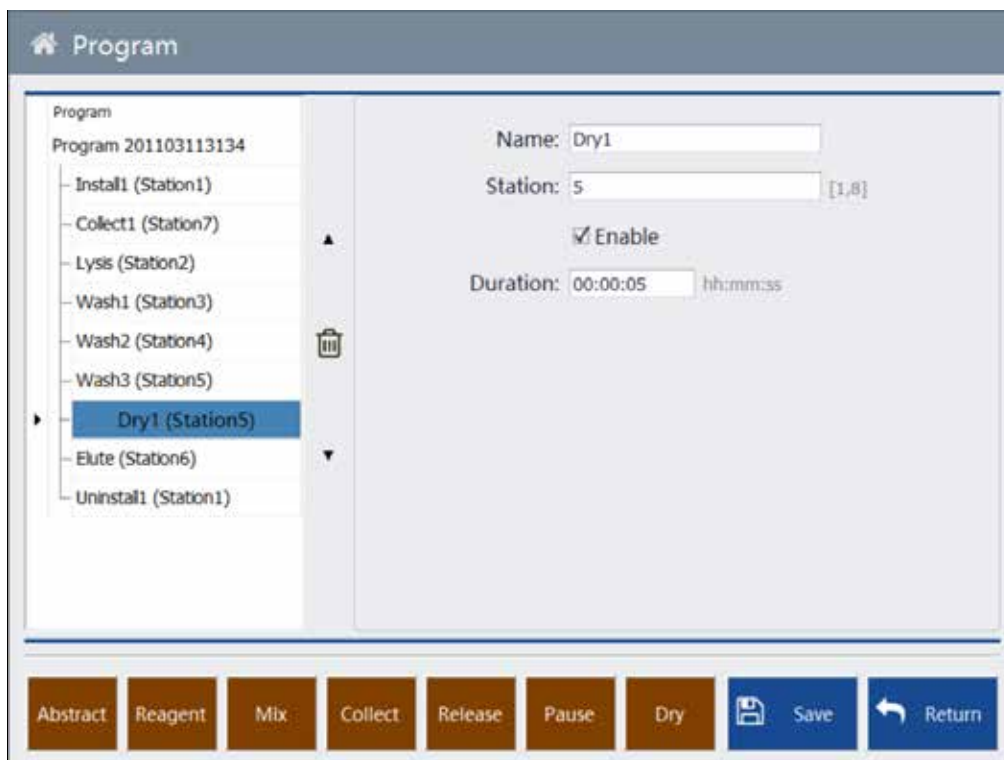 Program
Program
Program 201103113134
Install1 (Station1)
Collect1 (Station7)
Lysis (Station2)
Wash1 (Station3)
Wash2 (Station4)
Wash3 (Station5)
Dry1 (Station5)
Elute (Station6)
Uninstall1 (Station1)
Name: Dry1
Station: 5 [1,8]
Enable
Duration: 00:00:05 hh:mm:ss
Abstract Reagent Mix Collect Release Pause Dry Save Return